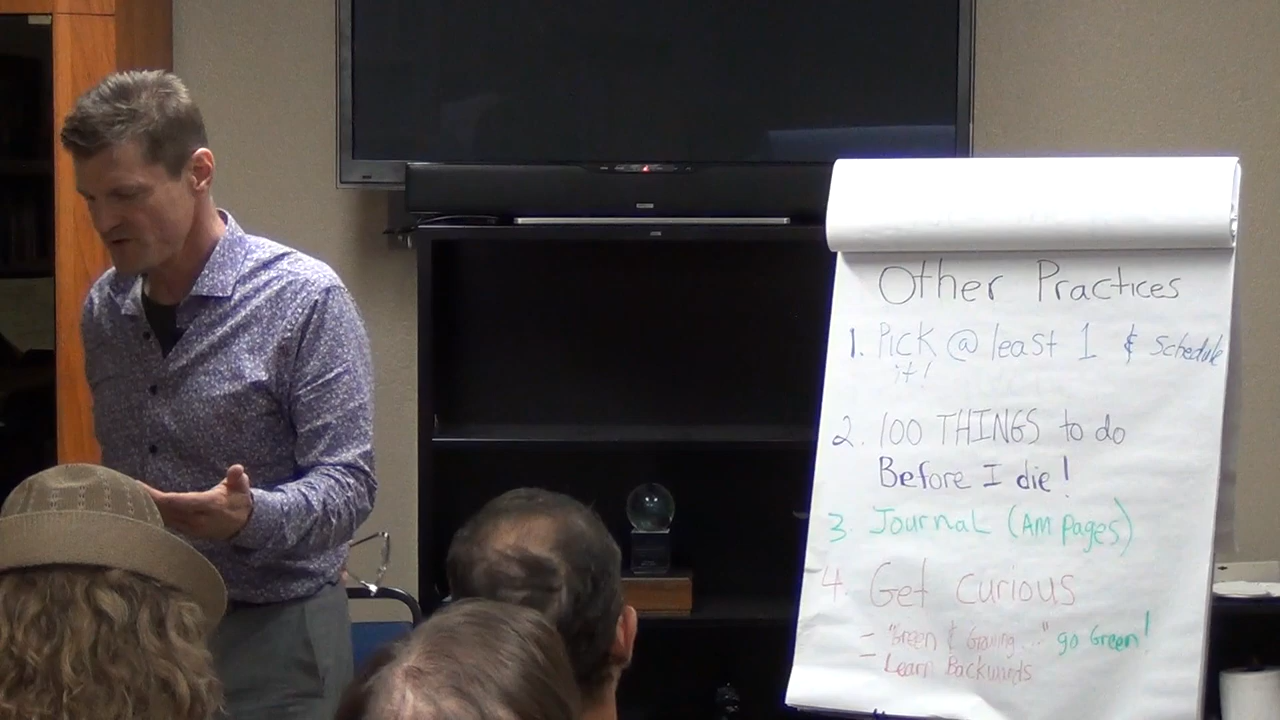 Other Practices
1. Pick @ least 1 & Schedule
it!
2. 100 THINGS to do
Before I die!
3. Journal (AM pages)
4. Get curious
- "Green & Growing..." go Green!
- Learn Backwards